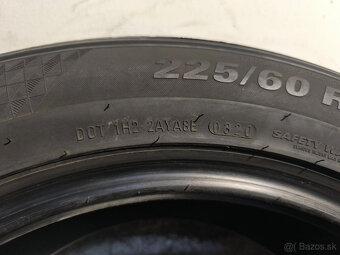 225/60 R
DOT 1H2 2AYA8E 0320
SAFETY
Bazos.sk